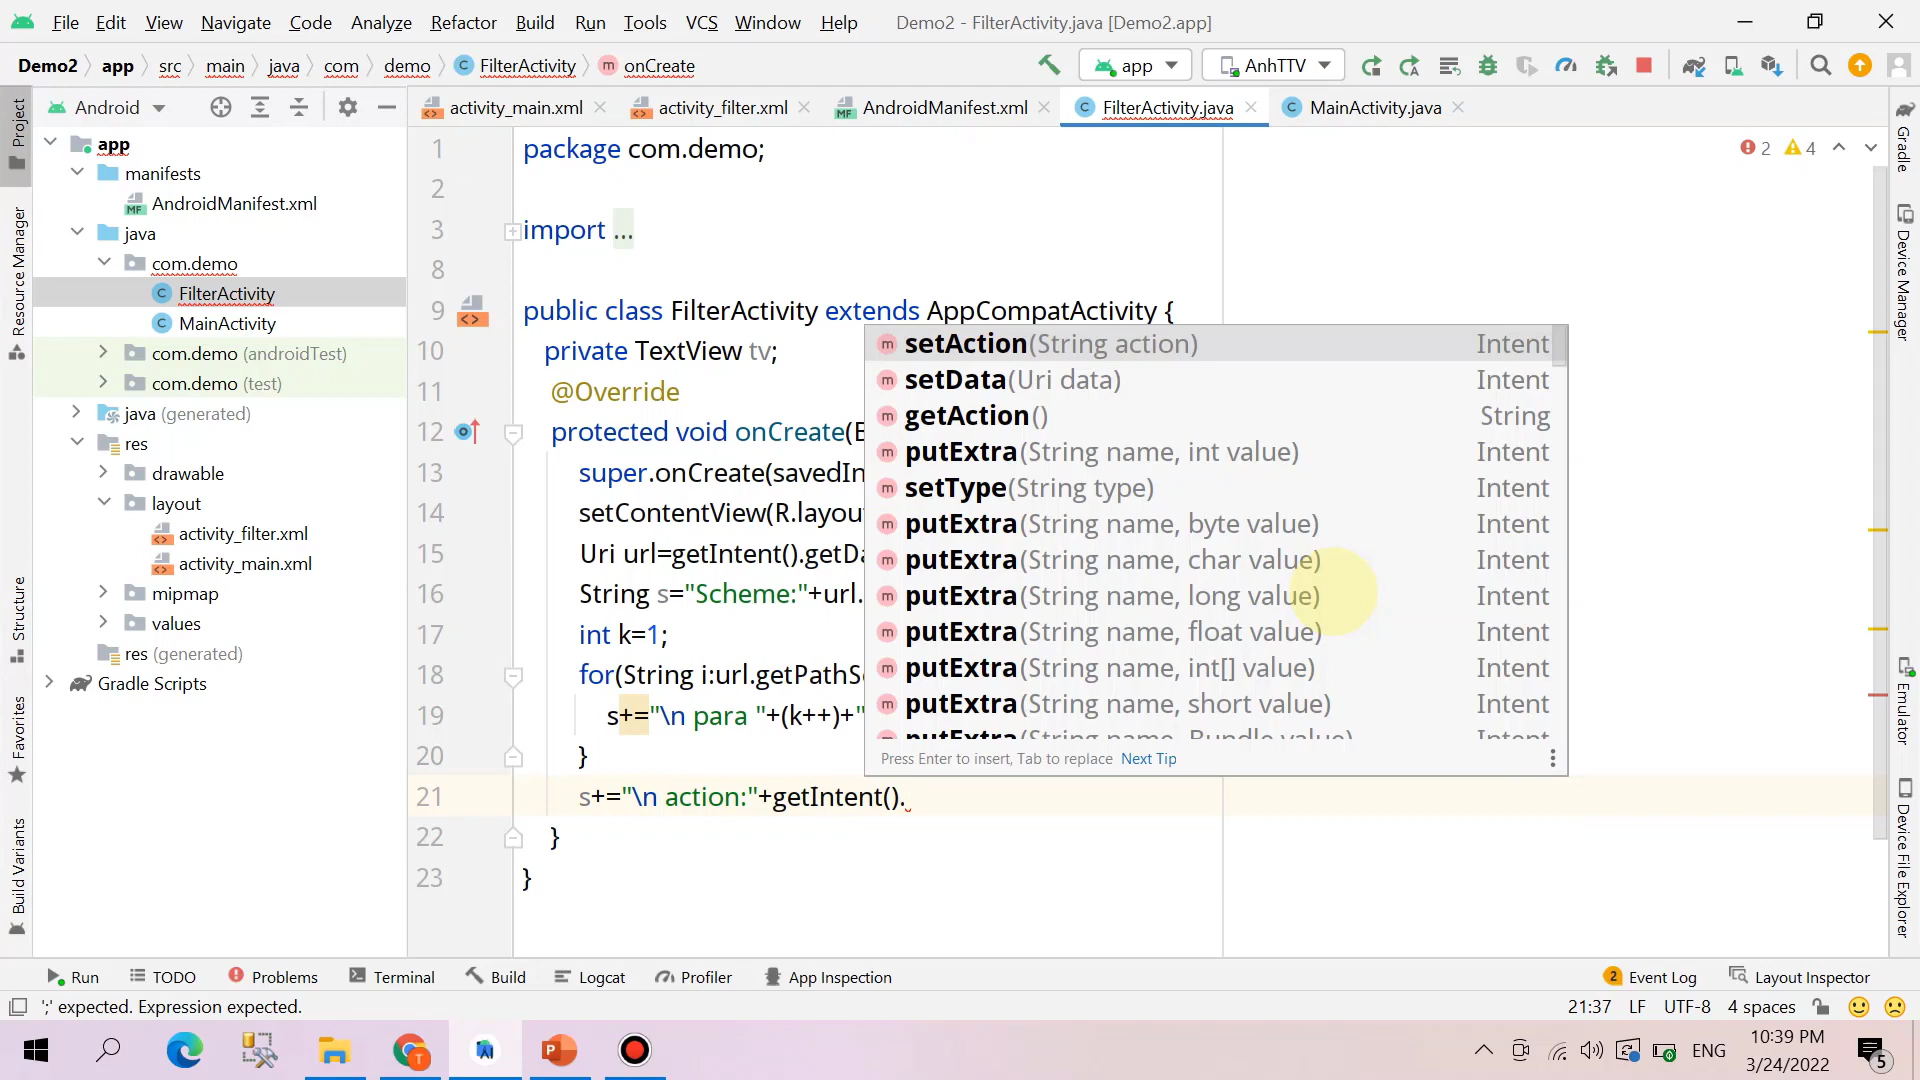 File Edit View Navigate Code Analyze Refactor Build Run Tools VCS Window Help Demo2 - FilterActivity.java [Demo2.app]
Demo2 app src main java com demo FilterActivity onCreate app AnhTTV
Android activity_main.xml activity_filter.xml AndroidManifest.xml FilterActivity.java MainActivity.java
Project
Resource Manager
Structure
Favorites
Build Variants
app
manifests
AndroidManifest.xml
java
com.demo
FilterActivity
MainActivity
com.demo (androidTest)
com.demo (test)
java (generated)
res
drawable
layout
activity_filter.xml
activity_main.xml
mipmap
values
res (generated)
Gradle Scripts
2 4
1 package com.demo;
2
3 import ...
8
9 public class FilterActivity extends AppCompatActivity {
10 private TextView tv;
11 @Override
12 protected void onCreate(
13 super.onCreate(savedIn
14 setContentView(R.layou
15 Uri url=getIntent().getDa
16 String s="Scheme:"+url.
17 int k=1;
18 for(String i:url.getPathSe
19 s+="\n para "+(k++)+"
20 }
21 s+="\n action:"+getIntent().
22 }
23 }
setAction(String action) Intent
setData(Uri data) Intent
getAction() String
putExtra(String name, int value) Intent
setType(String type) Intent
putExtra(String name, byte value) Intent
putExtra(String name, char value) Intent
putExtra(String name, long value) Intent
putExtra(String name, float value) Intent
putExtra(String name, int[] value) Intent
putExtra(String name, short value) Intent
putExtra(String name, Bundle value) Intent
Press Enter to insert, Tab to replace Next Tip
Gradle
Device Manager
Emulator
Device File Explorer
Run TODO Problems Terminal Build Logcat Profiler App Inspection 2 Event Log Layout Inspector
';' expected. Expression expected. 21:37 LF UTF-8 4 spaces
ENG 10:39 PM
3/24/2022 5